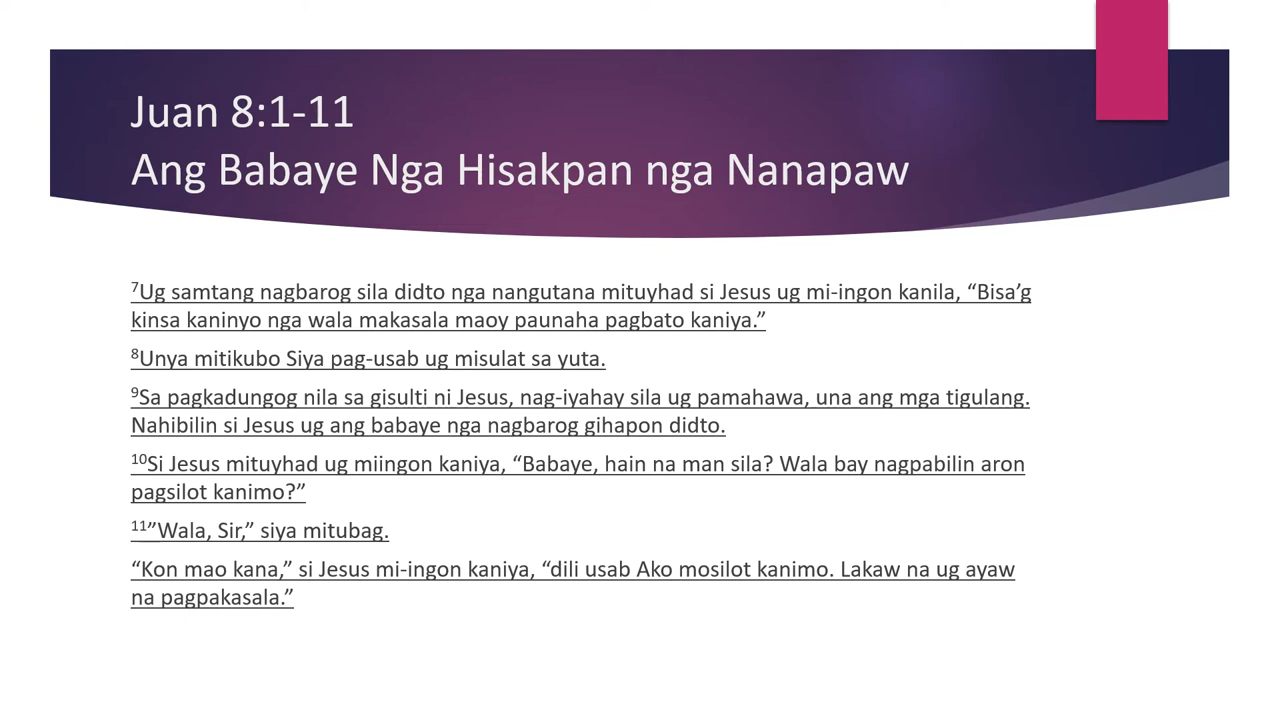 Juan 8:1-11
Ang Babaye Nga Hisakpan nga Nanapaw
7Ug samtang nagbarog sila didto nga nangutana mituyhad si Jesus ug mi-ingon kanila, “Bisa’g
kinsa kaninyo nga wala makasala maoy paunaha pagbato kaniya.”
8Unya mitikubo Siya pag-usab ug misulat sa yuta.
9Sa pagkadungog nila sa gisulti ni Jesus, nag-iyahay sila ug pamahawa, una ang mga tigulang.
Nahibilin si Jesus ug ang babaye nga nagbarog gihapon didto.
10Si Jesus mituyhad ug miingon kaniya, “Babaye, hain na man sila? Wala bay nagpabilin aron
pagsilot kanimo?”
11”Wala, Sir,” siya mitubag.
“Kon mao kana,” si Jesus mi-ingon kaniya, “dili usab Ako mosilot kanimo. Lakaw na ug ayaw
na pagpakasala.”